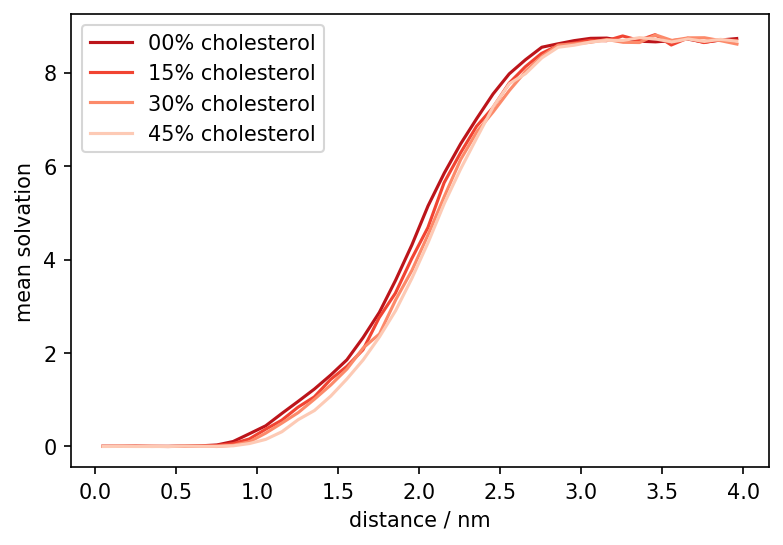 00% cholesterol
15% cholesterol
30% cholesterol
45% cholesterol
8
6
4
2
0
mean solvation
0.0 0.5 1.0 1.5 2.0 2.5 3.0 3.5 4.0
distance / nm